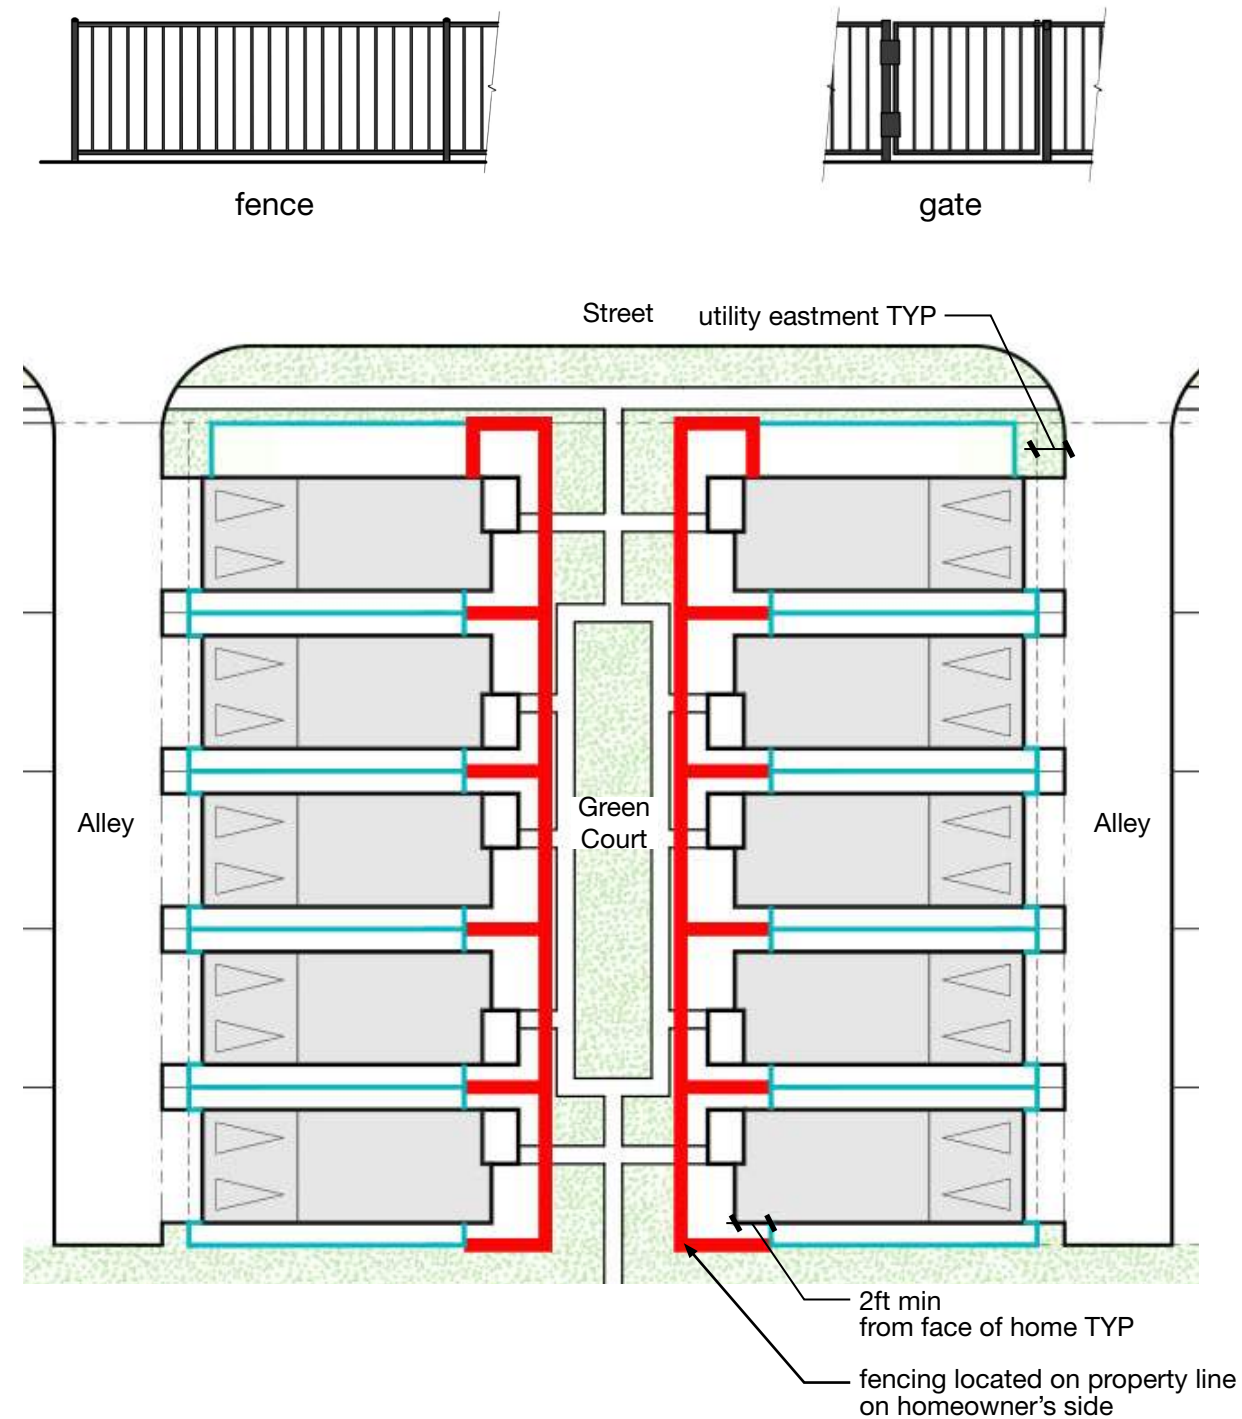 fence
gate
Street
utility eastment TYP
Alley
Green
Court
Alley
2ft min
from face of home TYP
fencing located on property line
on homeowner's side